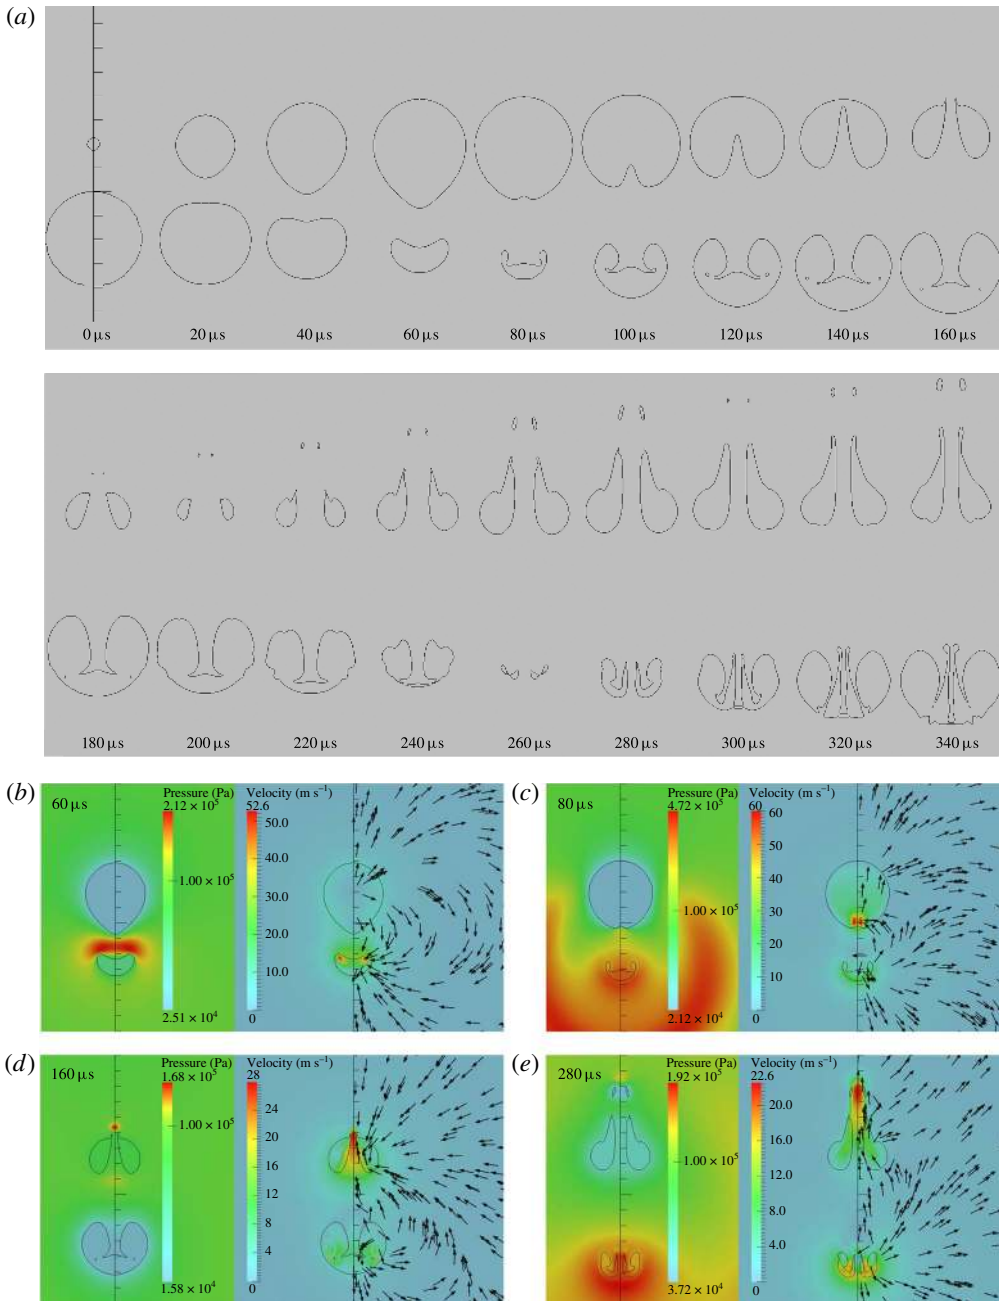 (a)
0 μs 20 μs 40 μs 60 μs 80 μs 100 μs 120 μs 140 μs 160 μs
180 μs 200 μs 220 μs 240 μs 260 μs 280 μs 300 μs 320 μs 340 μs
(b)
60 μs
Pressure (Pa)
2.12 × 10⁵
1.00 × 10⁵
2.51 × 10⁴
Velocity (m s⁻¹)
52.6
50.0
40.0
30.0
20.0
10.0
0
(c)
80 μs
Pressure (Pa)
4.72 × 10⁵
1.00 × 10⁵
2.12 × 10⁴
Velocity (m s⁻¹)
60
60
50
40
30
20
10
0
(d)
160 μs
Pressure (Pa)
1.68 × 10⁵
1.00 × 10⁵
1.58 × 10⁴
Velocity (m s⁻¹)
28
24
20
16
12
8
4
0
(e)
280 μs
Pressure (Pa)
1.92 × 10⁵
1.00 × 10⁵
3.72 × 10⁴
Velocity (m s⁻¹)
22.6
20.0
16.0
12.0
8.0
4.0
0